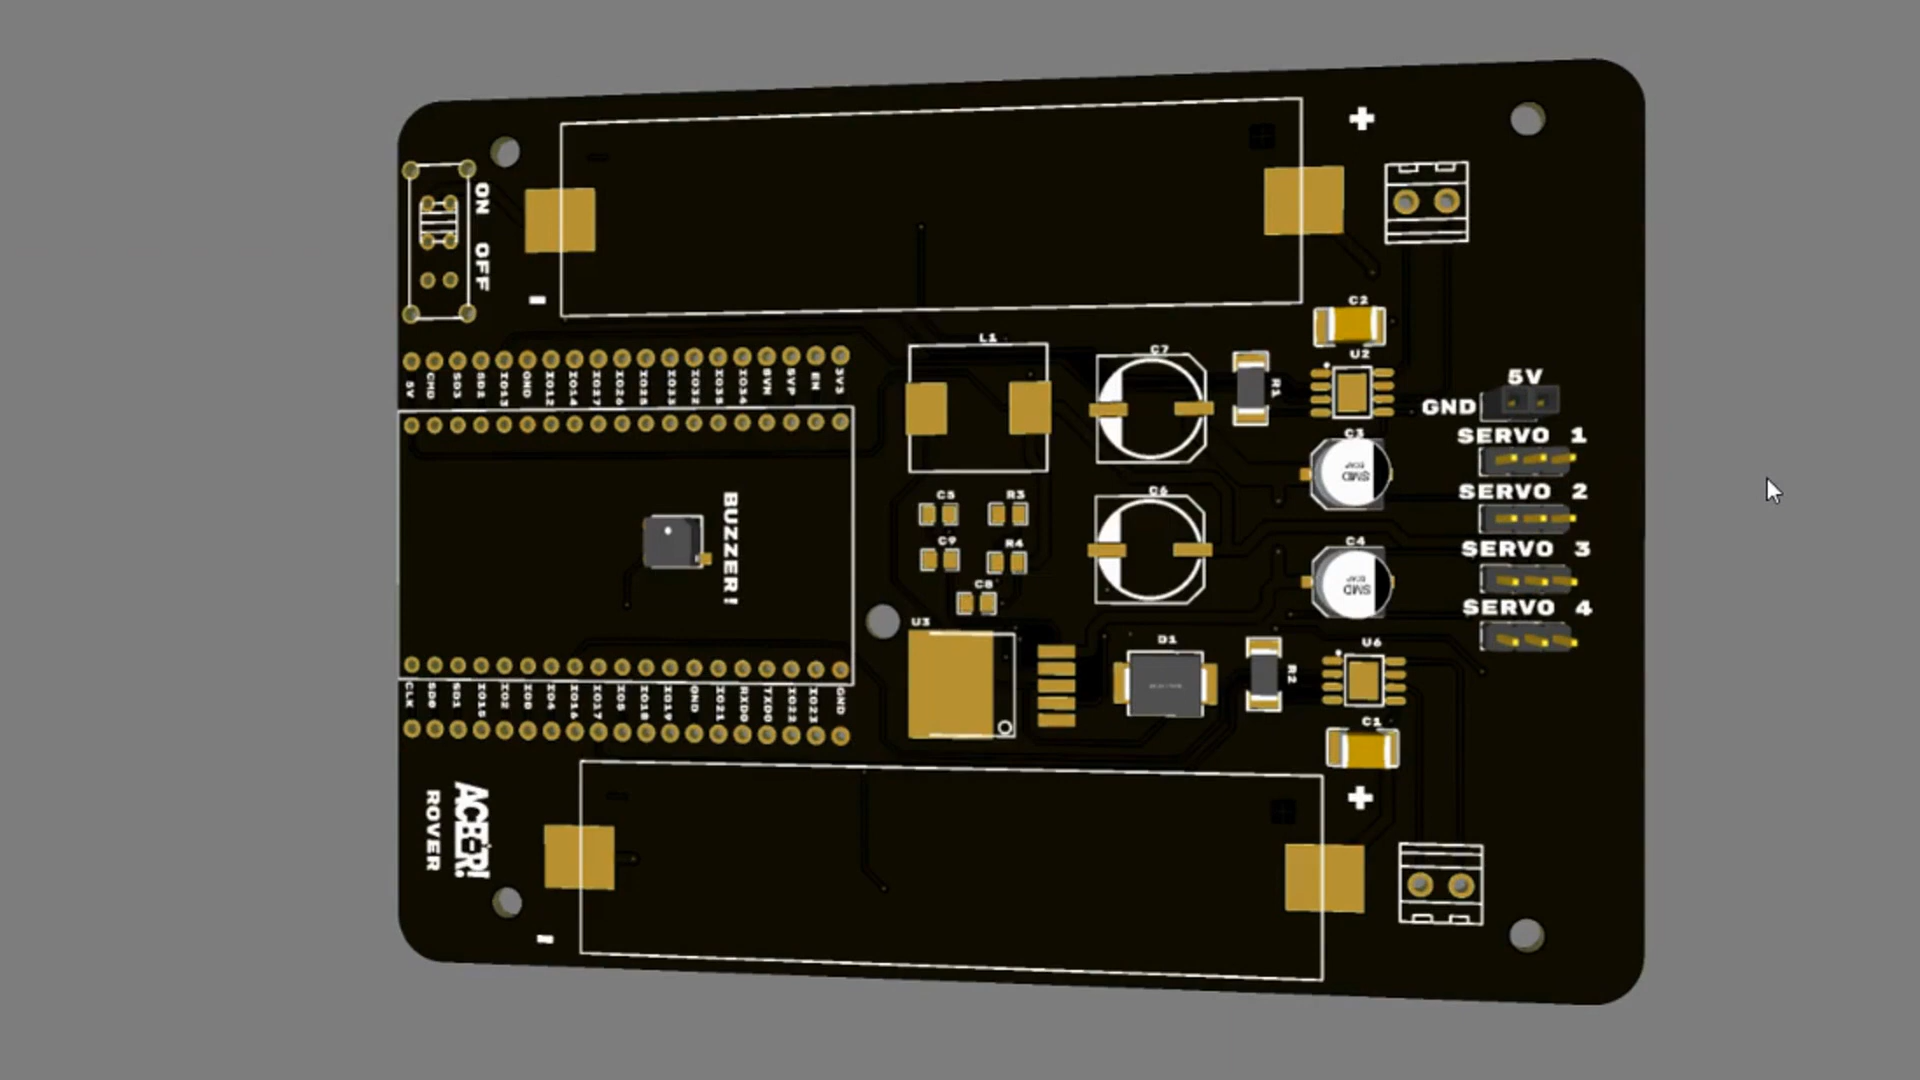 +
ON
OFF
-
C2
U2
L1
C7
R1
5V
GND
SERVO 1
5V CMD SD3 SD2 IO13 GND IO12 IO14 IO27 IO26 IO25 IO33 IO32 IO35 IO34 SVN SVP EN 3V3
C3
SMD
SERVO 2
C5
R3
C6
BUZZER!
C9
R4
C4
SMD
SERVO 3
C8
SERVO 4
U3
D1
R2
U6
CLK SD0 SD1 IO15 IO2 IO0 IO4 IO16 IO17 IO5 IO18 IO19 GND IO21 RXD0 TXD0 IO22 IO23 GND
C1
+
ROVER
-